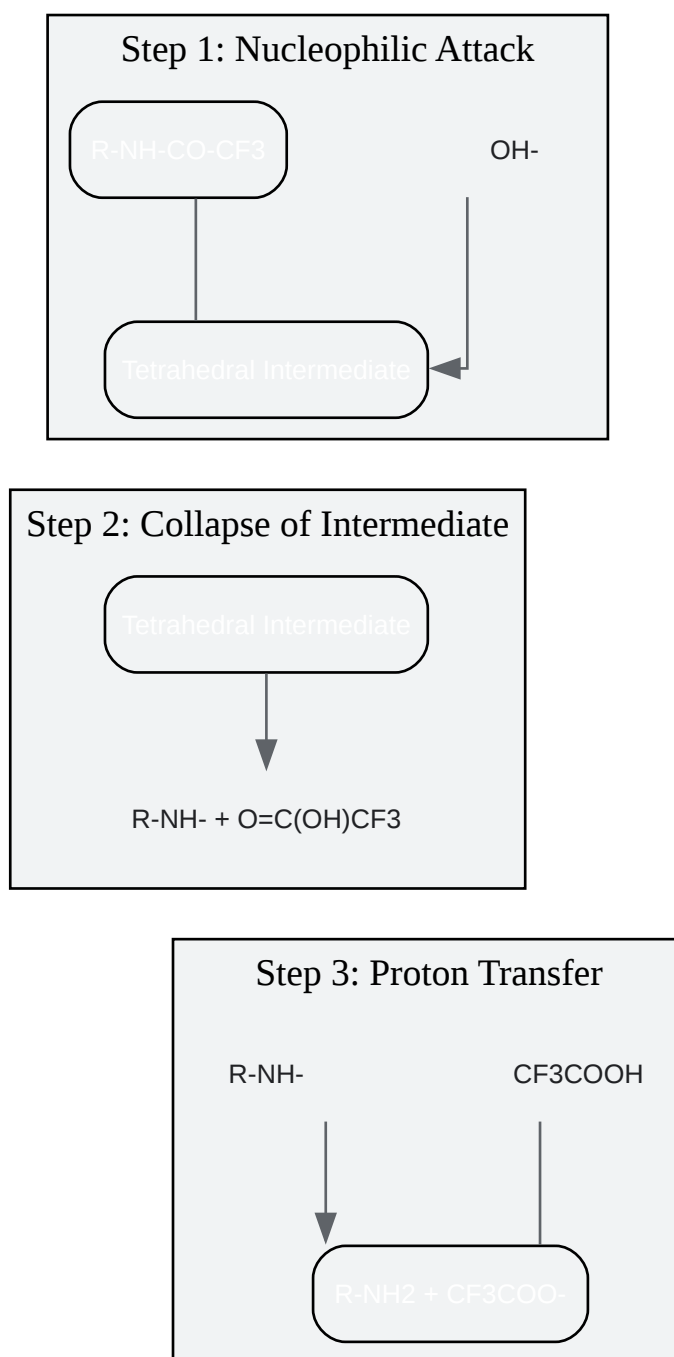 Step 1: Nucleophilic Attack
R-NH-CO-CF3
OH-
Tetrahedral Intermediate
Step 2: Collapse of Intermediate
Tetrahedral Intermediate
R-NH- + O=C(OH)CF3
Step 3: Proton Transfer
R-NH-
CF3COOH
R-NH2 + CF3COO-